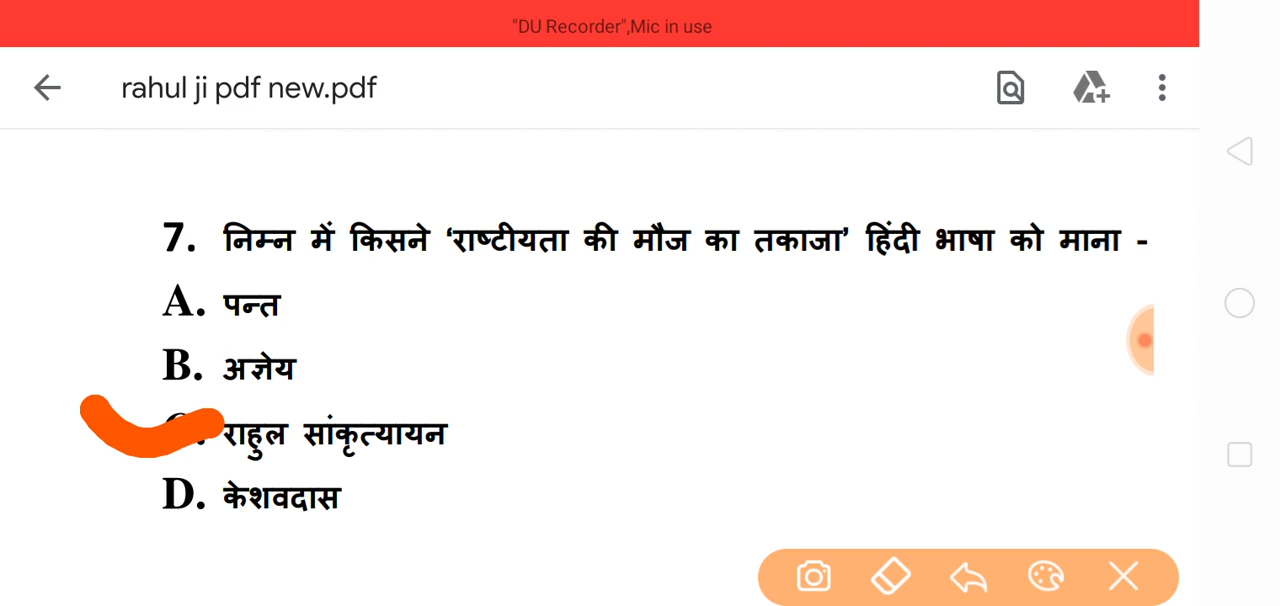 "DU Recorder",Mic in use
rahul ji pdf new.pdf
7. निम्न में किसने ‘राष्टीयता की मौज का तकाजा’ हिंदी भाषा को माना -
A. पन्त
B. अज्ञेय
राहुल सांकृत्यायन
D. केशवदास